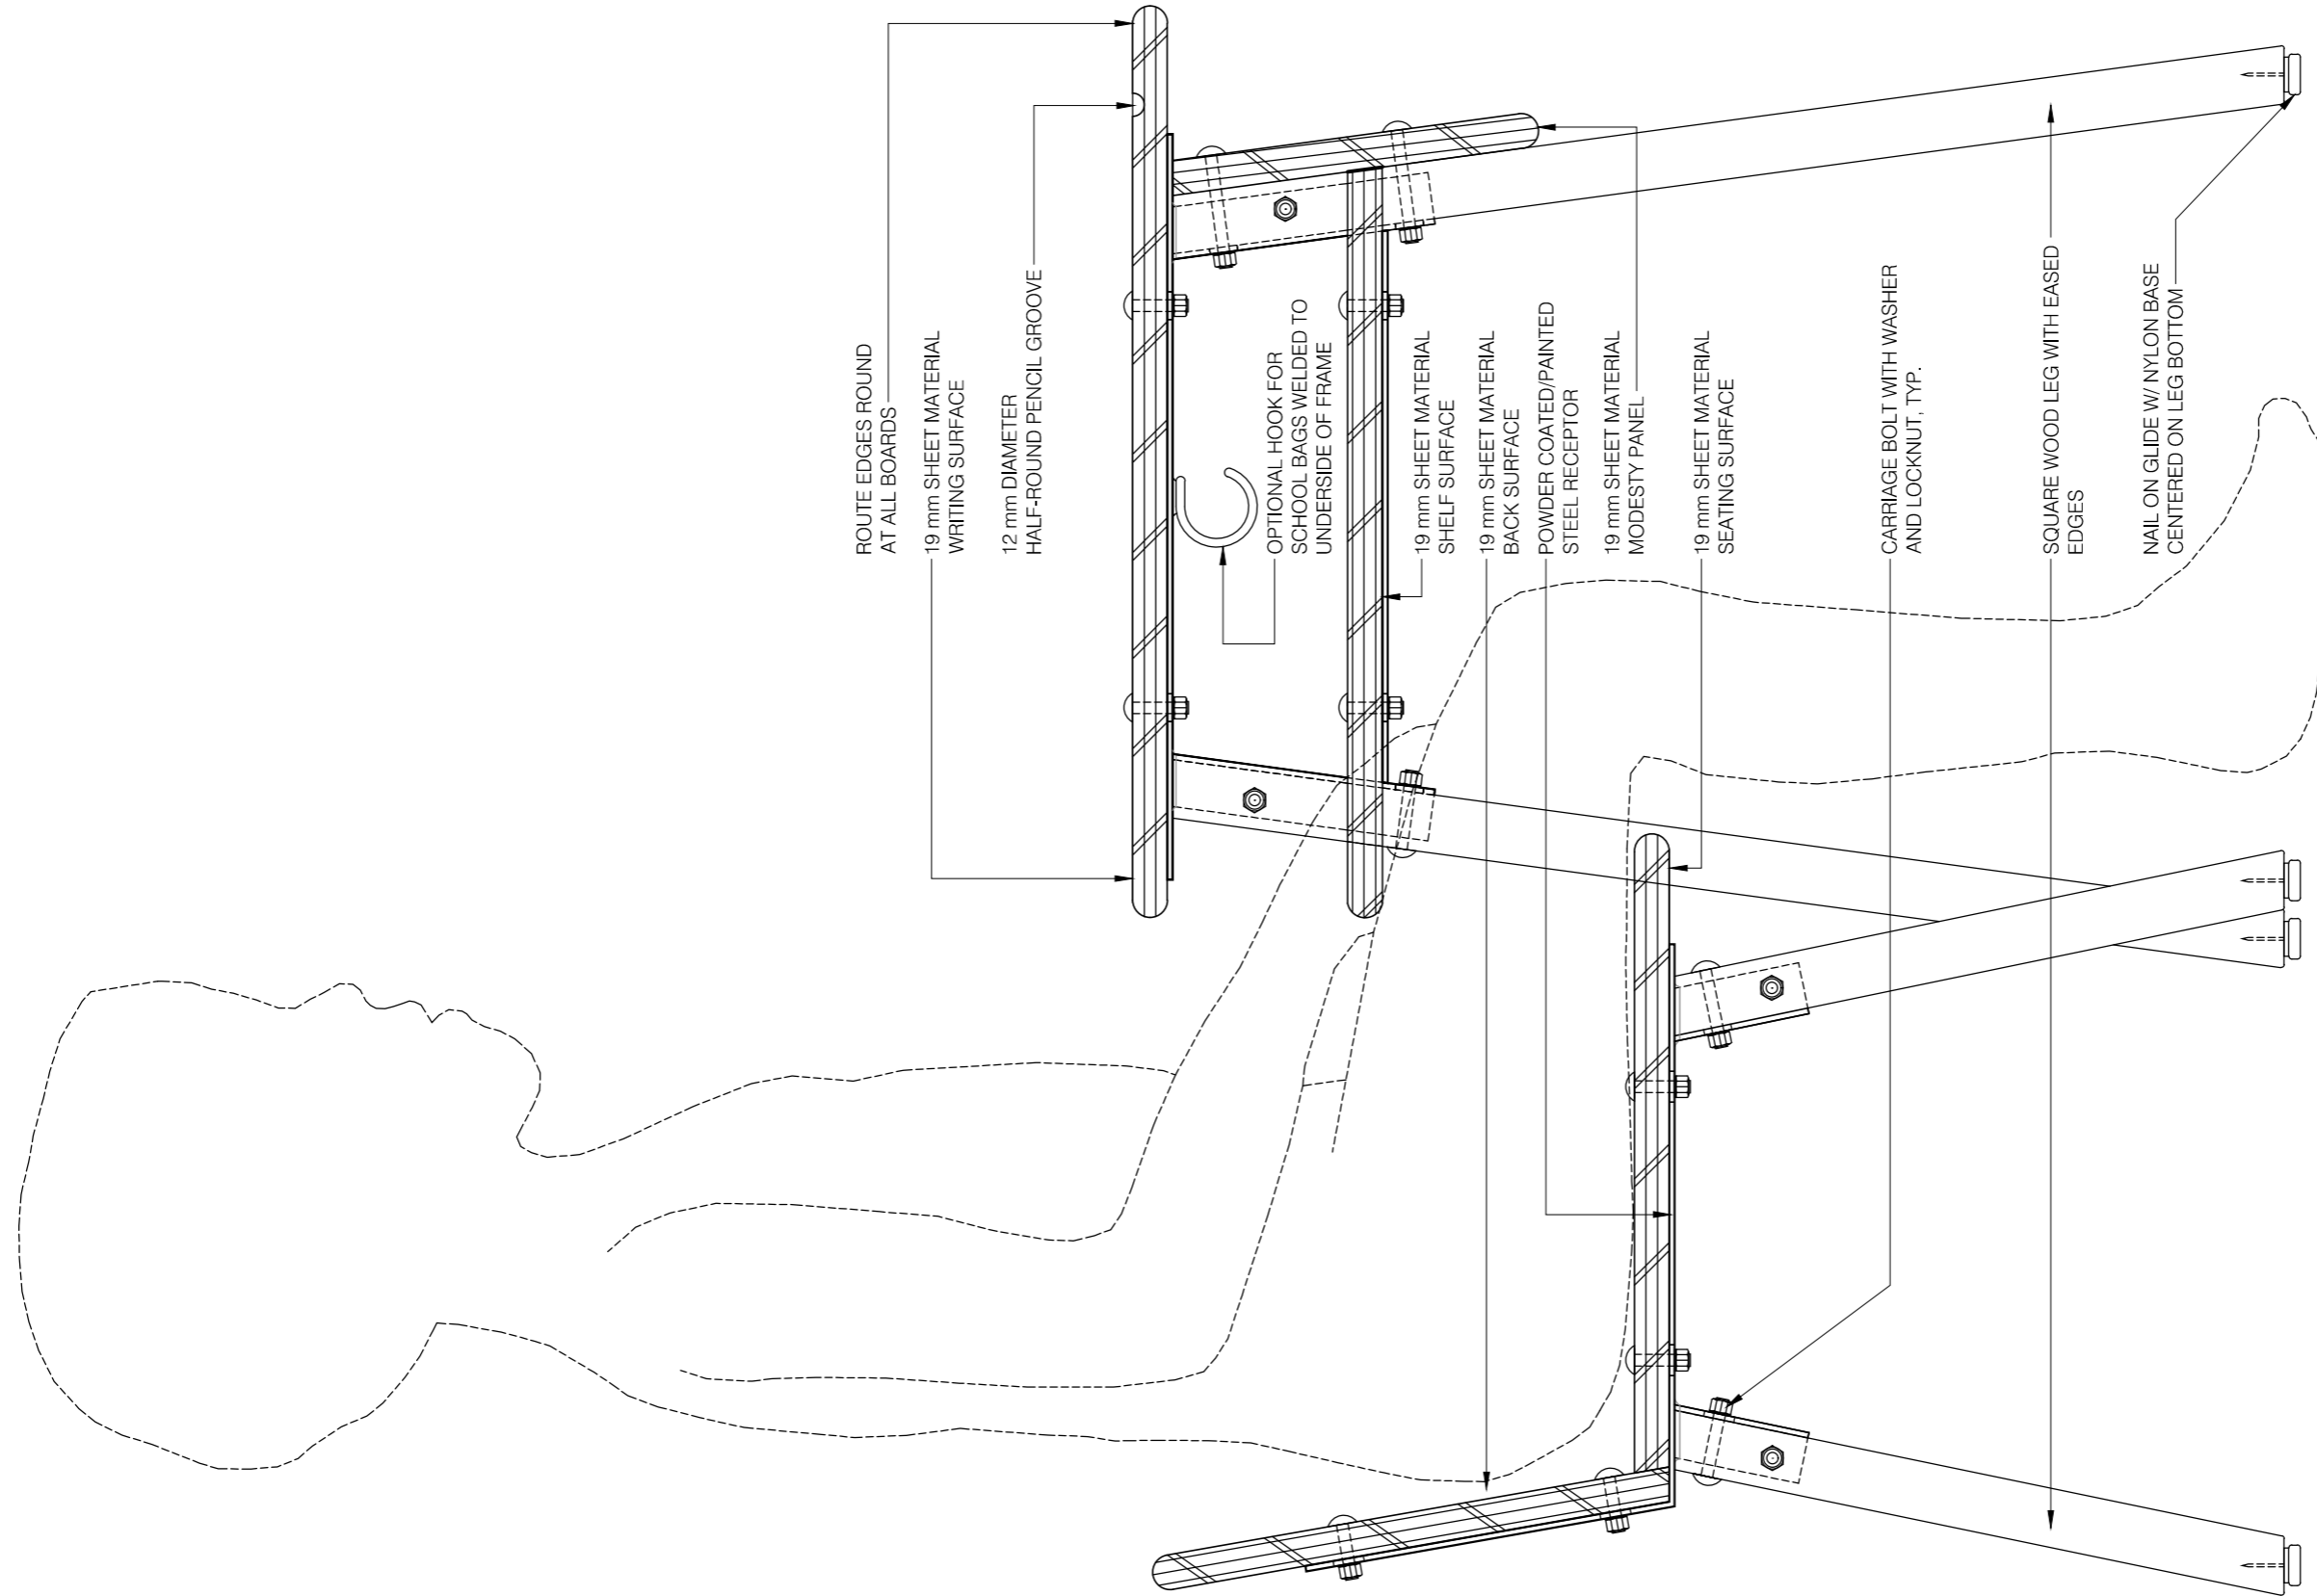 ROUTE EDGES ROUND
AT ALL BOARDS
19 mm SHEET MATERIAL
WRITING SURFACE
12 mm DIAMETER
HALF-ROUND PENCIL GROOVE
OPTIONAL HOOK FOR
SCHOOL BAGS WELDED TO
UNDERSIDE OF FRAME
19 mm SHEET MATERIAL
SHELF SURFACE
19 mm SHEET MATERIAL
BACK SURFACE
POWDER COATED/PAINTED
STEEL RECEPTOR
19 mm SHEET MATERIAL
MODESTY PANEL
19 mm SHEET MATERIAL
SEATING SURFACE
CARRIAGE BOLT WITH WASHER
AND LOCKNUT, TYP.
SQUARE WOOD LEG WITH EASED
EDGES
NAIL ON GLIDE W/ NYLON BASE
CENTERED ON LEG BOTTOM